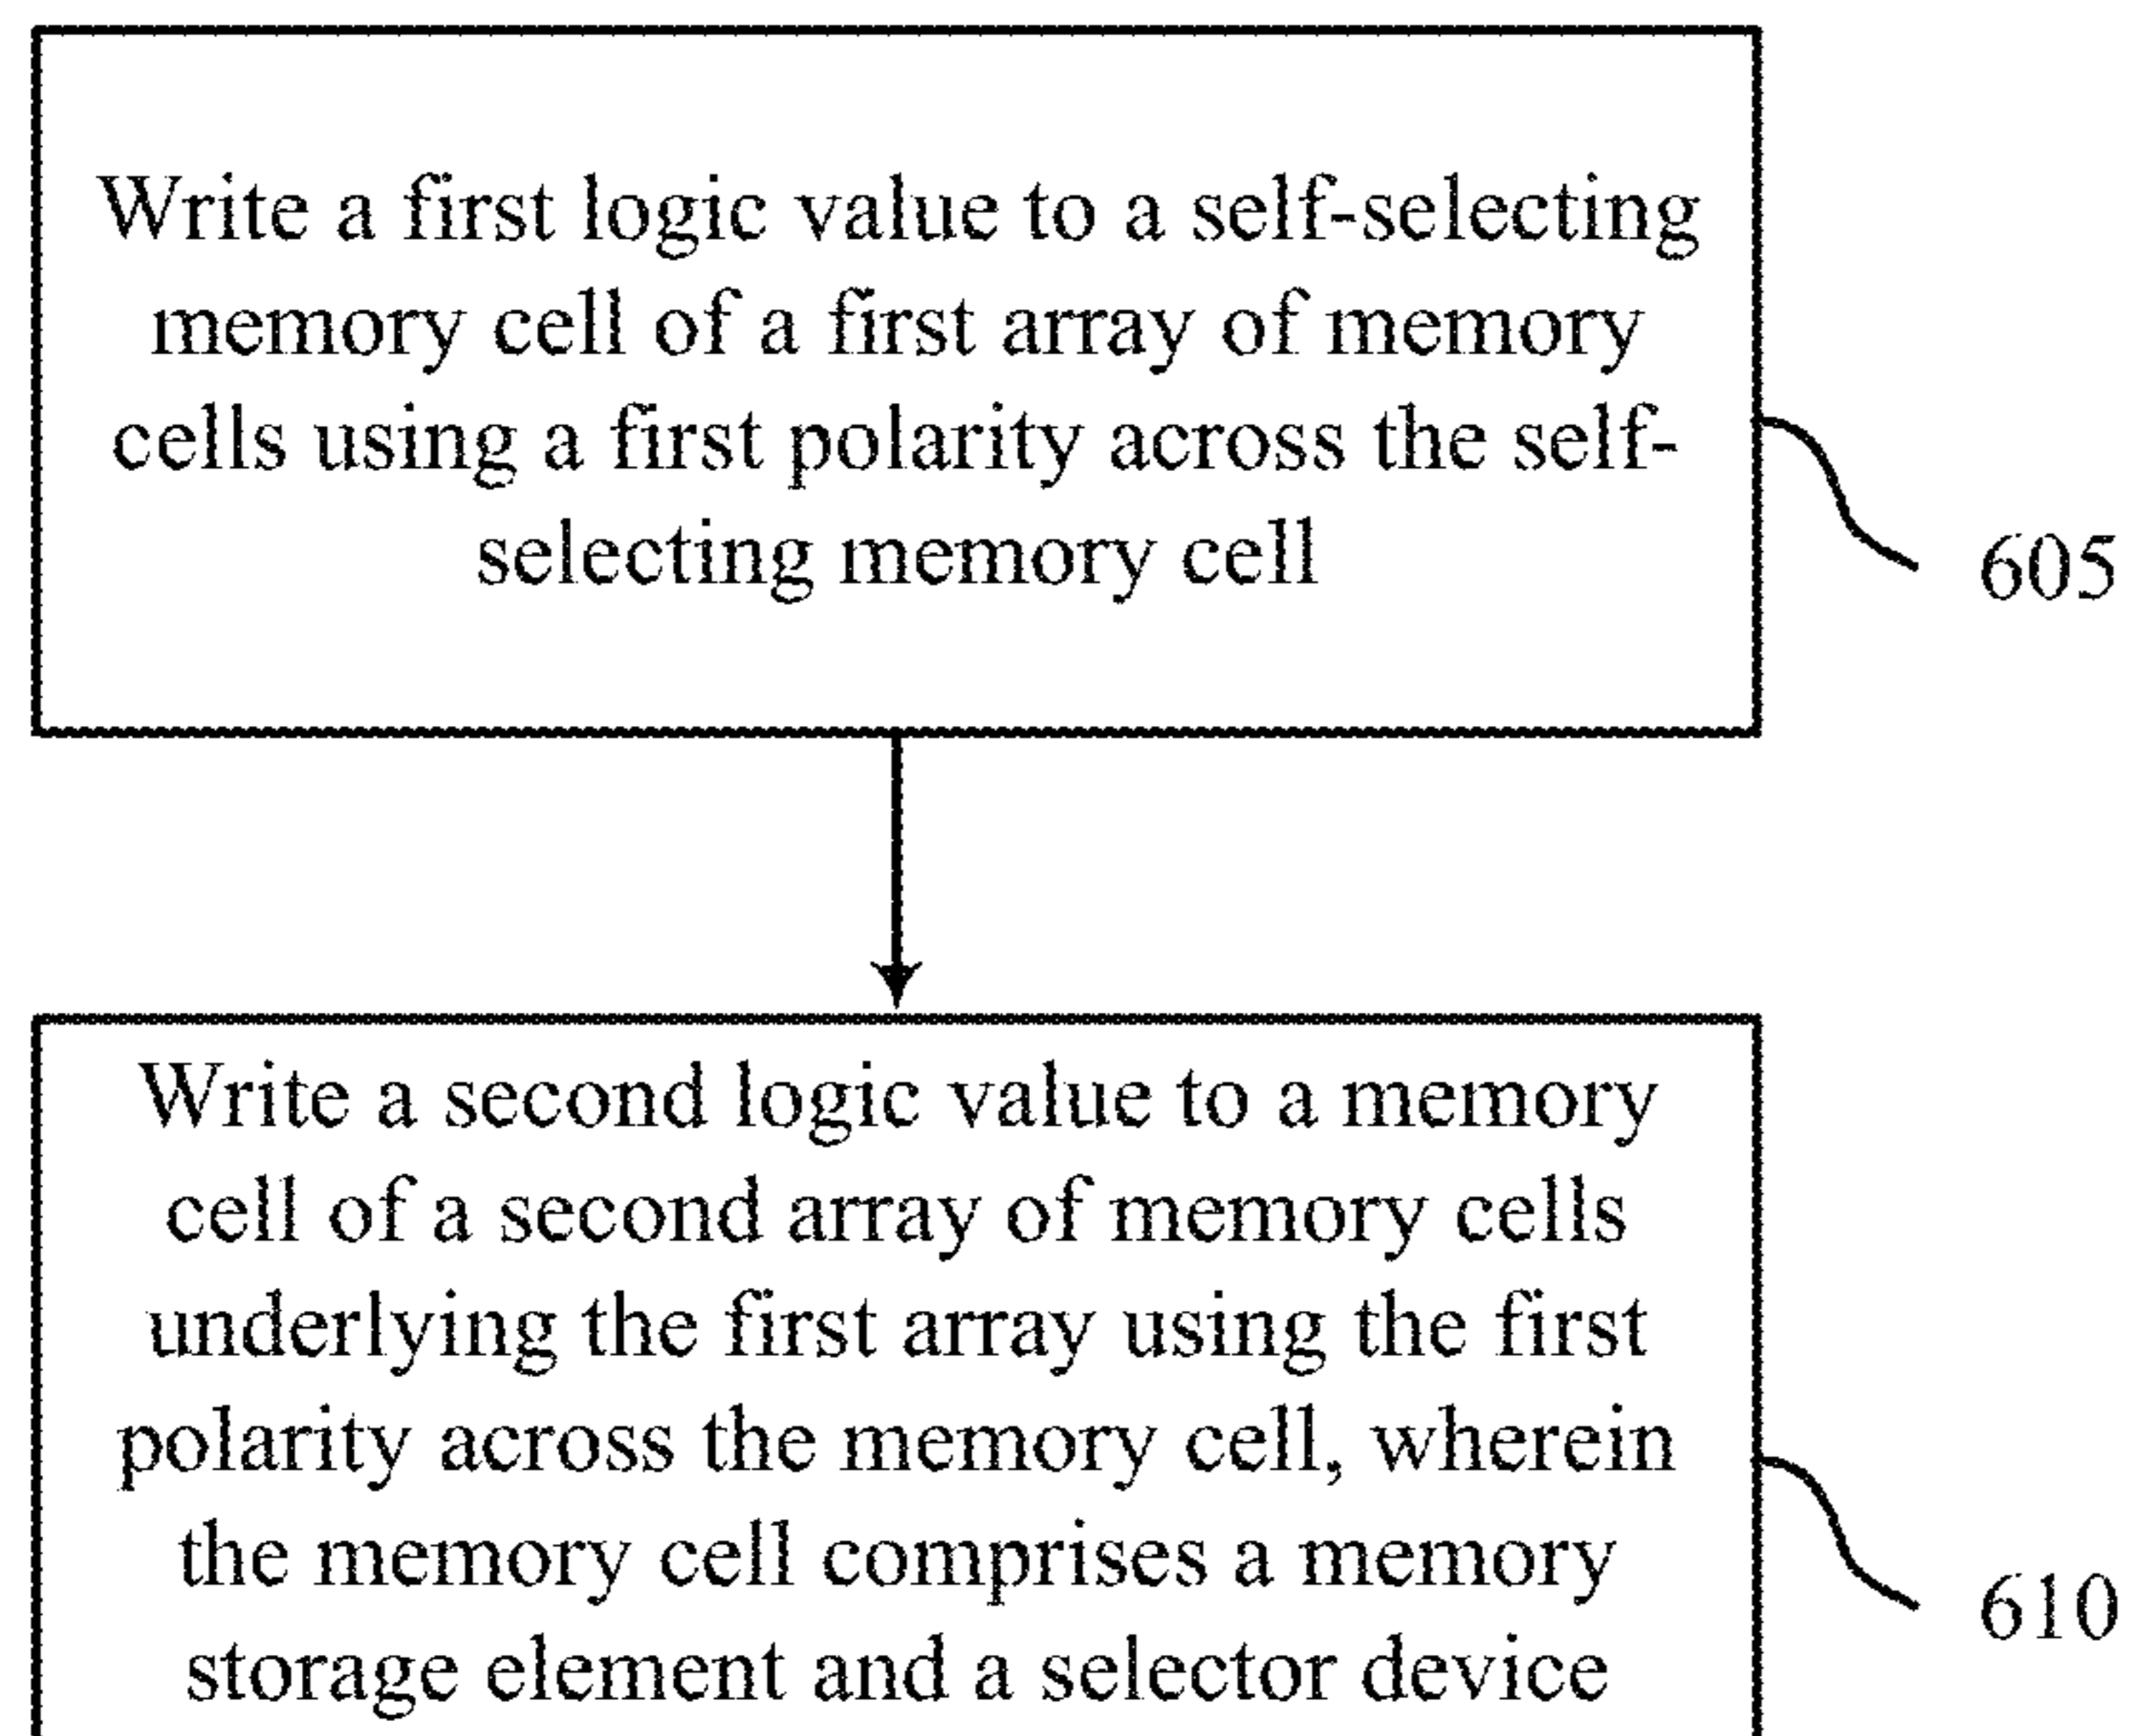 Write a first logic value to a self-selecting
memory cell of a first array of memory
cells using a first polarity across the self-
selecting memory cell
605
Write a second logic value to a memory
cell of a second array of memory cells
underlying the first array using the first
polarity across the memory cell, wherein
the memory cell comprises a memory
storage element and a selector device
610